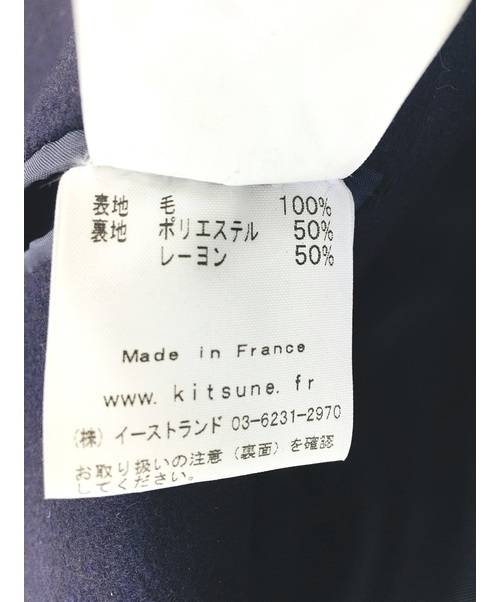 表地 毛 100%
裏地 ポリエステル 50%
レーヨン 50%
Made in France
www. kitsune. fr
(株) イーストランド 03-6231-2970
お取り扱いの注意 (裏面) を確認
してください。